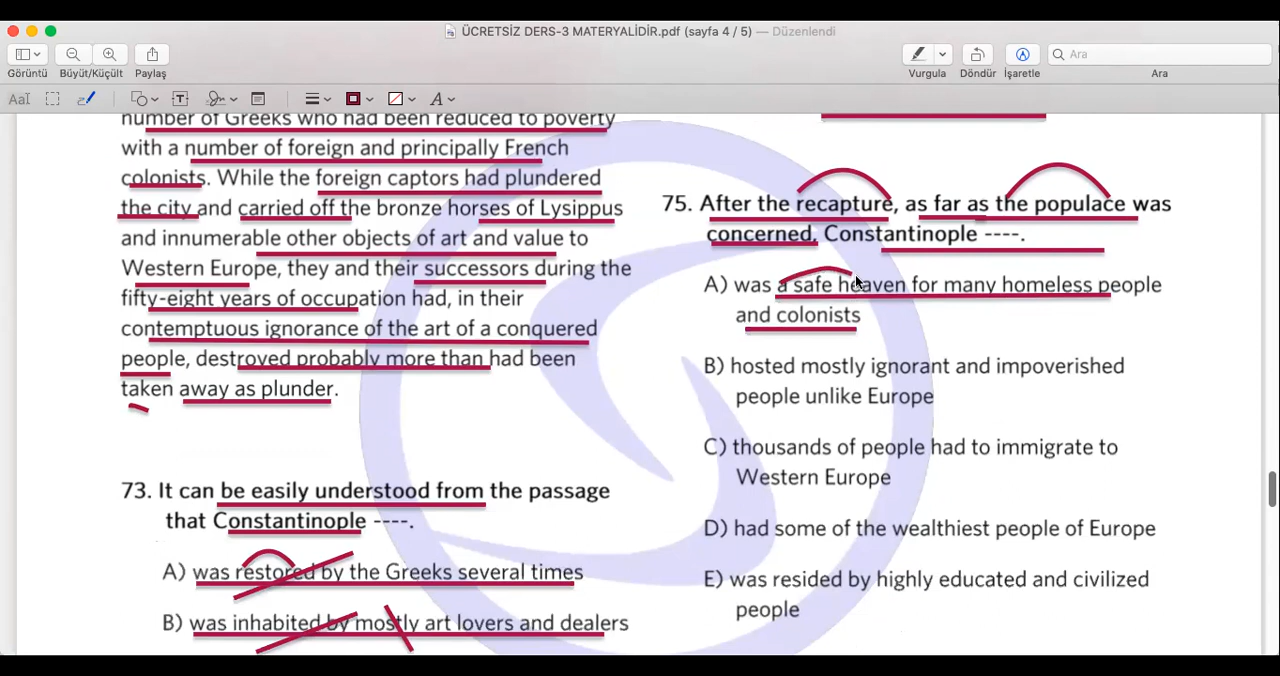 ÜCRETSİZ DERS-3 MATERYALİDİR.pdf (sayfa 4 / 5) — Düzenlendi
Görüntü
Büyüt/Küçült
Paylaş
Vurgula
Döndür
İşaretle
Ara
Ara
AaI
T
A
number of Greeks who had been reduced to poverty
with a number of foreign and principally French
colonists. While the foreign captors had plundered
the city and carried off the bronze horses of Lysippus
and innumerable other objects of art and value to
Western Europe, they and their successors during the
fifty-eight years of occupation had, in their
contemptuous ignorance of the art of a conquered
people, destroyed probably more than had been
taken away as plunder.
73. It can be easily understood from the passage
that Constantinople ----.
A) was restored by the Greeks several times
B) was inhabited by mostly art lovers and dealers
75. After the recapture, as far as the populace was
concerned, Constantinople ----.
A) was a safe heaven for many homeless people
and colonists
B) hosted mostly ignorant and impoverished
people unlike Europe
C) thousands of people had to immigrate to
Western Europe
D) had some of the wealthiest people of Europe
E) was resided by highly educated and civilized
people